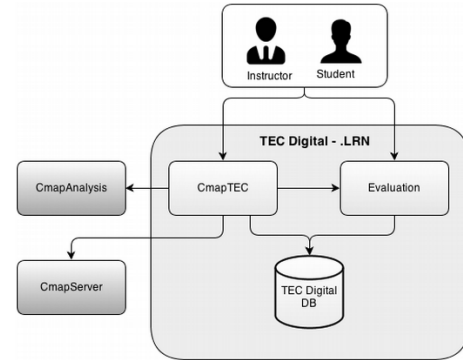 Instructor
Student
TEC Digital - .LRN
CmapAnalysis
CmapTEC
Evaluation
CmapServer
TEC Digital
DB